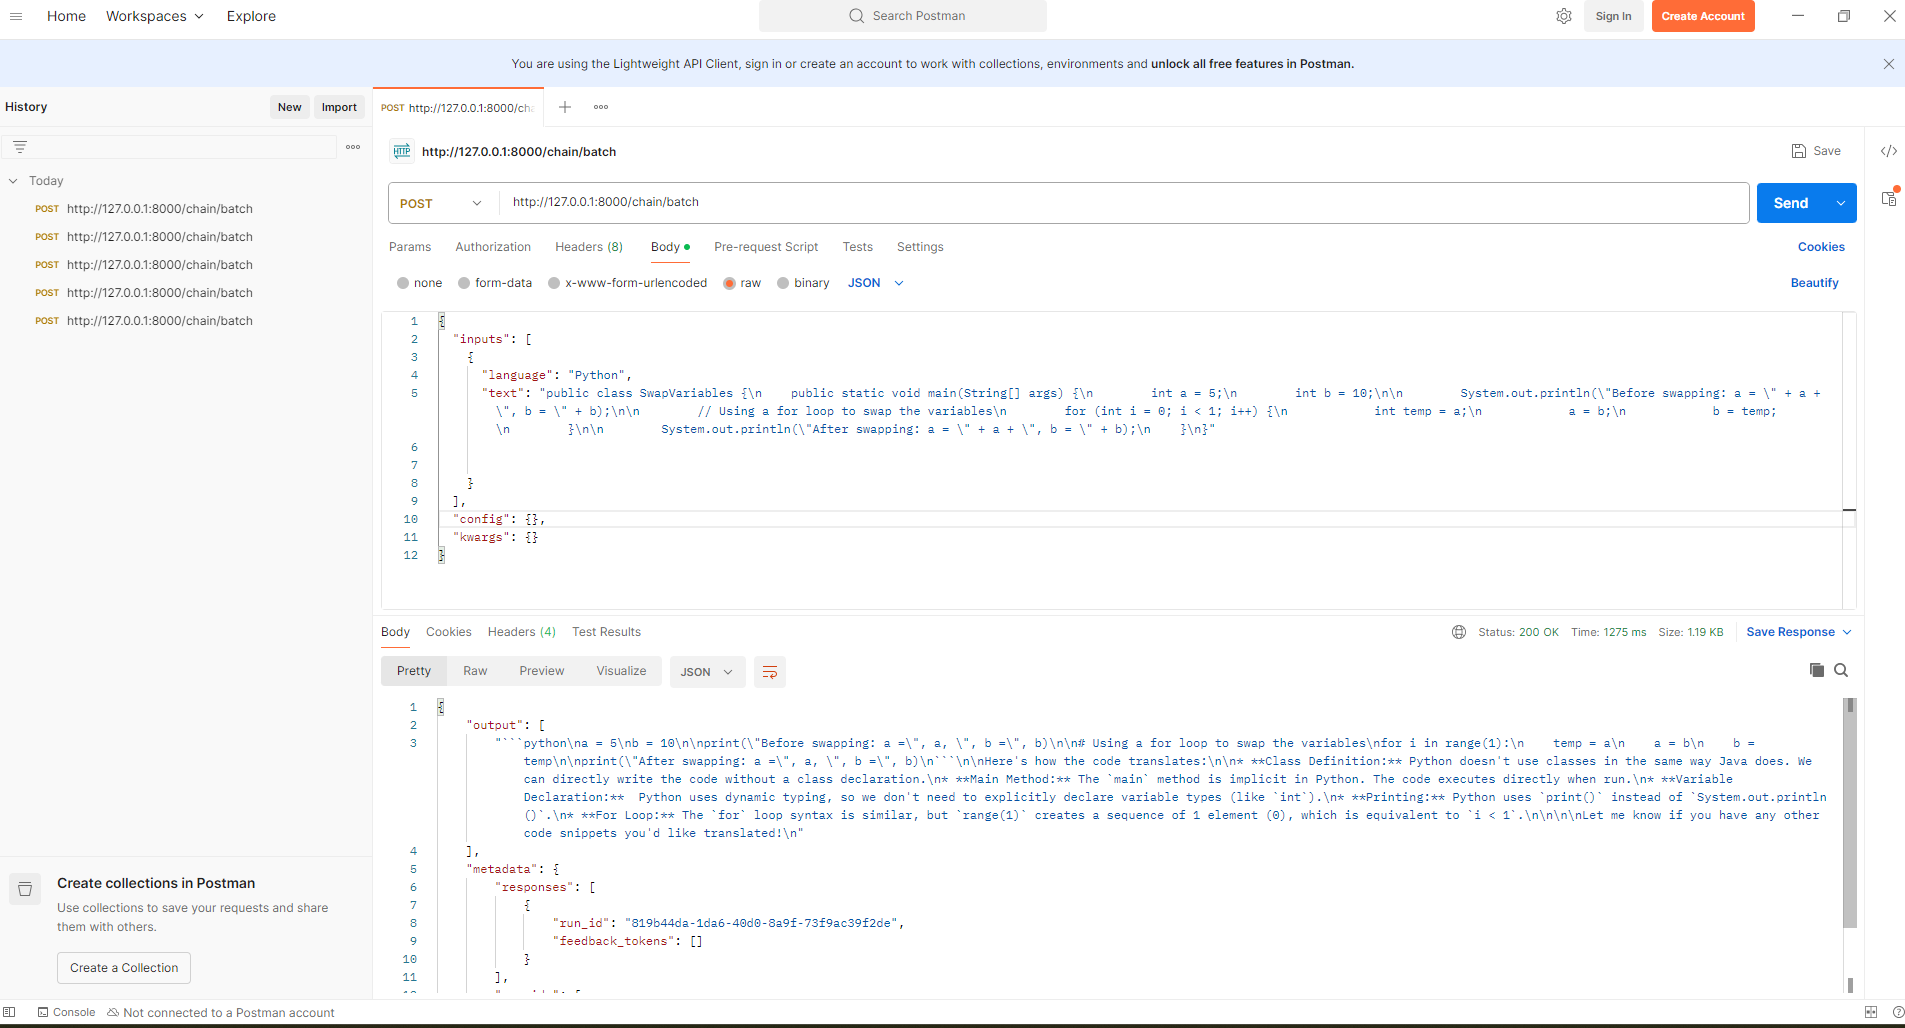 Home Workspaces Explore
Search Postman
Sign In Create Account
You are using the Lightweight API Client, sign in or create an account to work with collections, environments and unlock all free features in Postman.
History New Import
Today
POST http://127.0.0.1:8000/chain/batch
POST http://127.0.0.1:8000/chain/batch
POST http://127.0.0.1:8000/chain/batch
POST http://127.0.0.1:8000/chain/batch
POST http://127.0.0.1:8000/chain/batch
Create collections in Postman
Use collections to save your requests and share
them with others.
Create a Collection
POST http://127.0.0.1:8000/cha
HTTP http://127.0.0.1:8000/chain/batch Save
POST http://127.0.0.1:8000/chain/batch Send
Params Authorization Headers (8) Body Pre-request Script Tests Settings Cookies
none form-data x-www-form-urlencoded raw binary JSON Beautify
1 {
2 "inputs": [
3 {
4 "language": "Python",
5 "text": "public class SwapVariables {\n    public static void main(String[] args) {\n        int a = 5;\n        int b = 10;\n\n        System.out.println(\"Before swapping: a = \" + a +
\", b = \" + b);\n\n        // Using a for loop to swap the variables\n        for (int i = 0; i < 1; i++) {\n            int temp = a;\n            a = b;\n            b = temp;
\n        }\n\n        System.out.println(\"After swapping: a = \" + a + \", b = \" + b);\n    }\n}"
6
7
8 }
9 ],
10 "config": {},
11 "kwargs": {}
12 }
Body Cookies Headers (4) Test Results Status: 200 OK Time: 1275 ms Size: 1.19 KB Save Response
Pretty Raw Preview Visualize JSON
1 {
2 "output": [
3 "```python\na = 5\nb = 10\n\nprint(\"Before swapping: a =\", a, \", b =\", b)\n\n# Using a for loop to swap the variables\nfor i in range(1):\n    temp = a\n    a = b\n    b =
temp\n\nprint(\"After swapping: a =\", a, \", b =\", b)\n```\n\nHere's how the code translates:\n\n* **Class Definition:** Python doesn't use classes in the same way Java does. We
can directly write the code without a class declaration.\n* **Main Method:** The `main` method is implicit in Python. The code executes directly when run.\n* **Variable
Declaration:**  Python uses dynamic typing, so we don't need to explicitly declare variable types (like `int`).\n* **Printing:** Python uses `print()` instead of `System.out.println
()`.\n* **For Loop:** The `for` loop syntax is similar, but `range(1)` creates a sequence of 1 element (0), which is equivalent to `i < 1`.\n\n\n\nLet me know if you have any other
code snippets you'd like translated!\n"
4 ],
5 "metadata": {
6 "responses": [
7 {
8 "run_id": "819b44da-1da6-40d0-8a9f-73f9ac39f2de",
9 "feedback_tokens": []
10 }
11 ],
Console Not connected to a Postman account